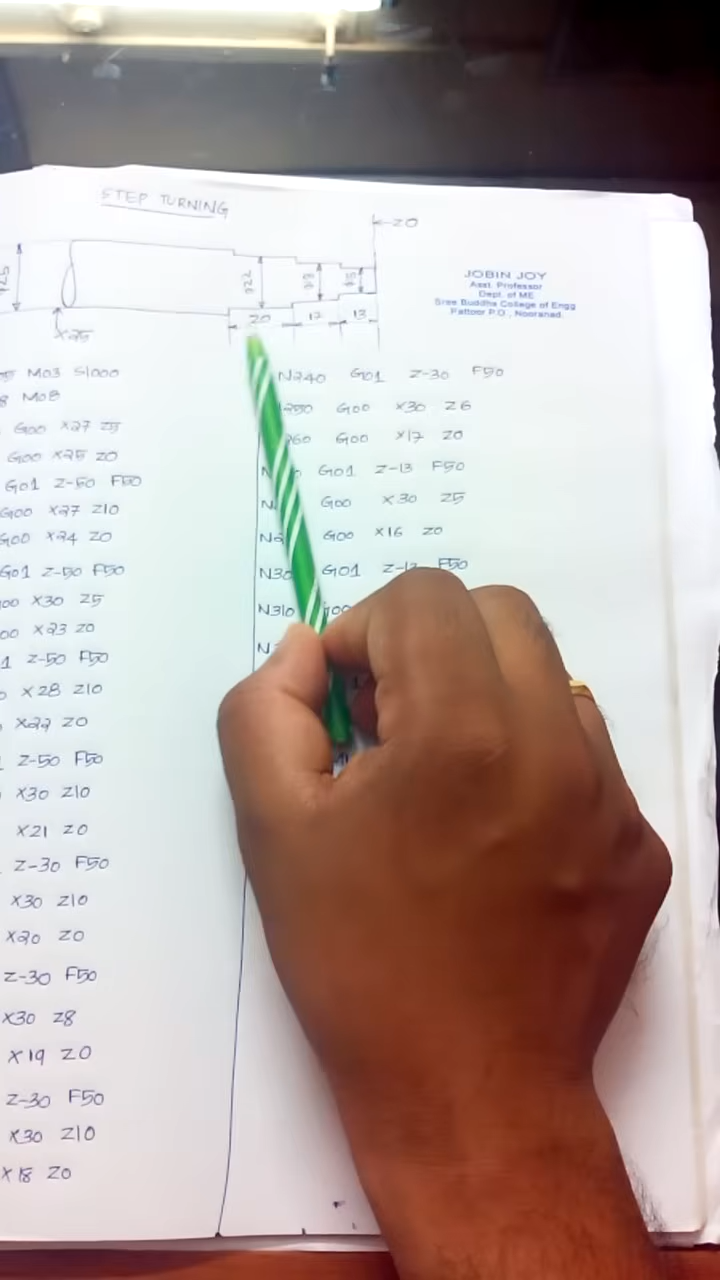 STEP TURNING
Z0
JOBIN JOY
Asst. Professor
Dept. of ME
Sree Buddha College of Engg
Pattoor P.O., Nooranad.
φ22
20
12
13
X25
M03 S1000
M08
G00 X27 Z5
G00 X25 Z0
G01 Z-50 F50
G00 X27 Z10
G00 X24 Z0
G01 Z-50 F50
X30 Z5
X23 Z0
Z-50 F50
X28 Z10
X22 Z0
Z-50 F50
X30 Z10
X21 Z0
Z-30 F50
X30 Z10
X20 Z0
Z-30 F50
X30 Z8
X19 Z0
Z-30 F50
X30 Z10
X18 Z0
N240 G01 Z-30 F50
G00 X30 Z6
G00 X17 Z0
G01 Z-13 F50
G00 X30 Z5
G00 X16 Z0
G01 Z-13 F50
N310